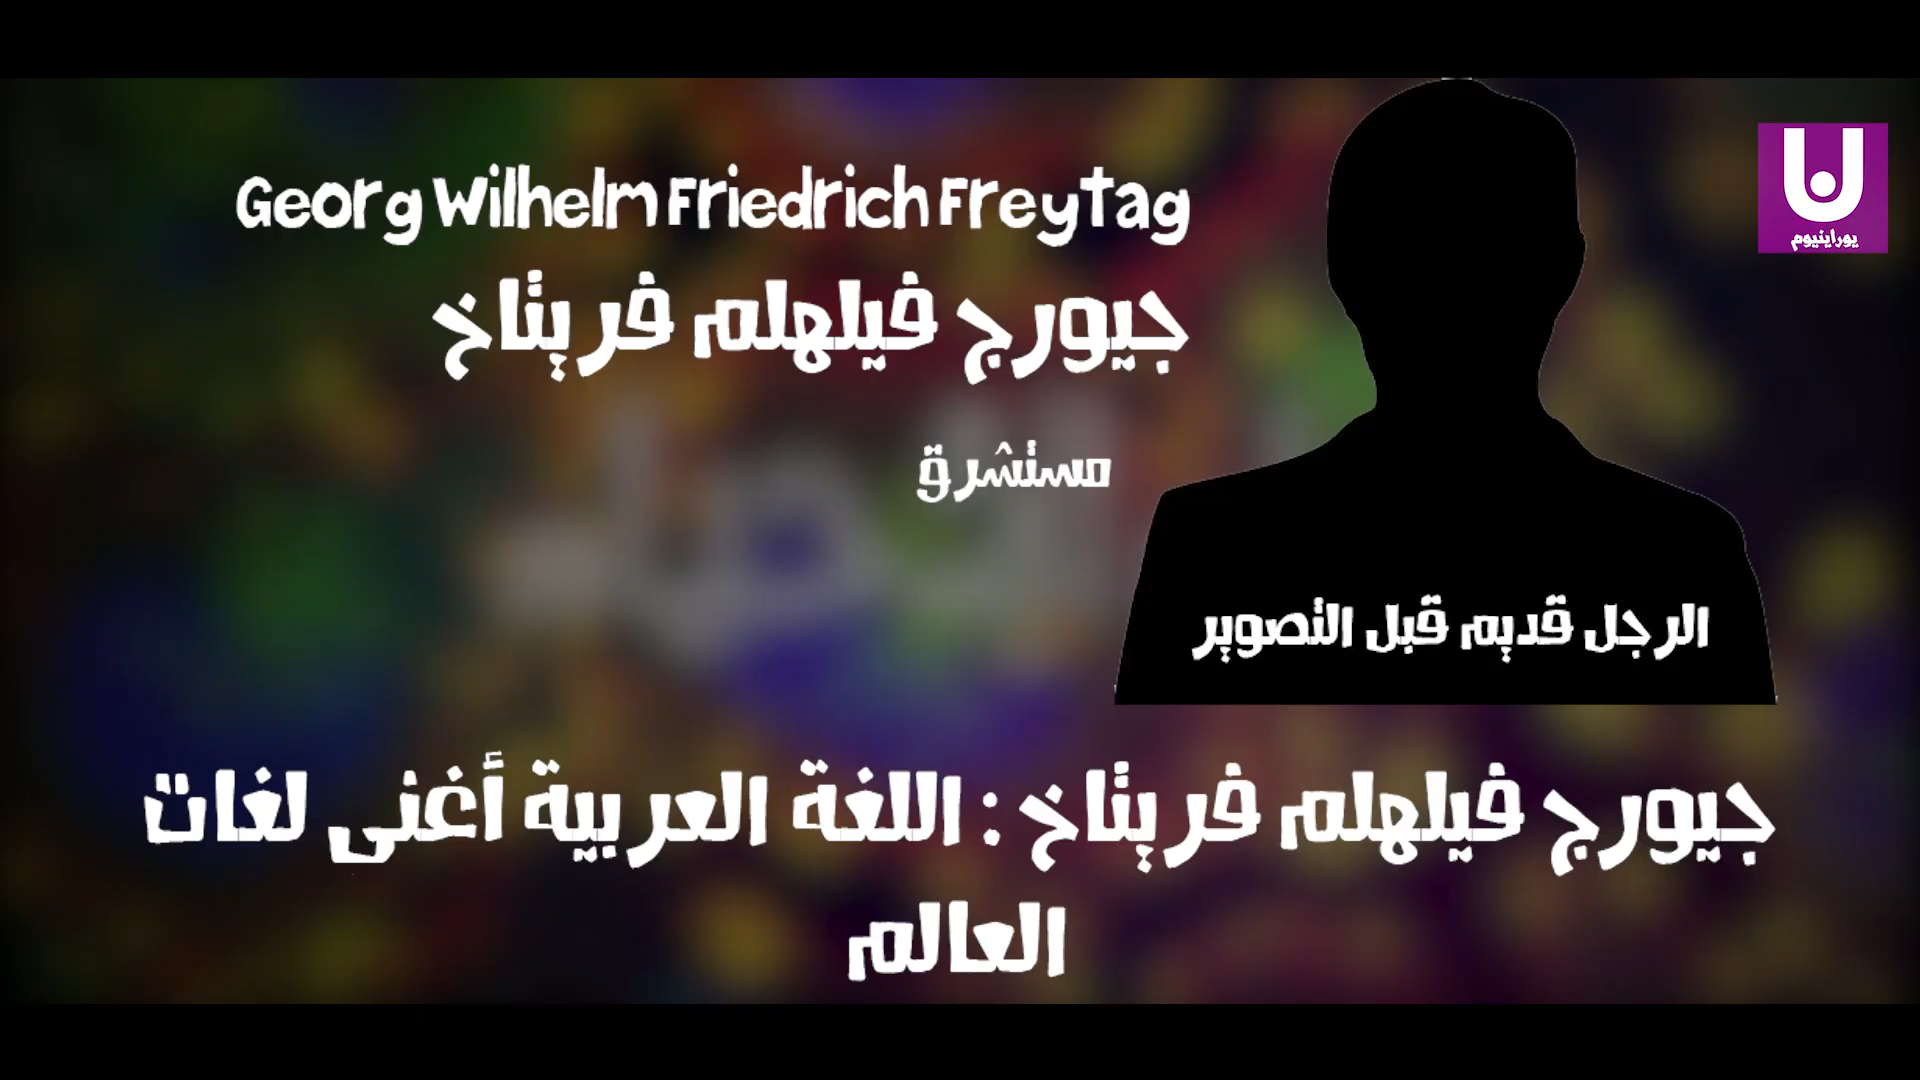 Georg Wilhelm Friedrich Freytag
جيورج فيلهلم فريتاخ
مستشرق
الرجل قديم قبل التصوير
جيورج فيلهلم فريتاخ : اللغة العربية أغنى لغات
العالم
U
يوراينيوم